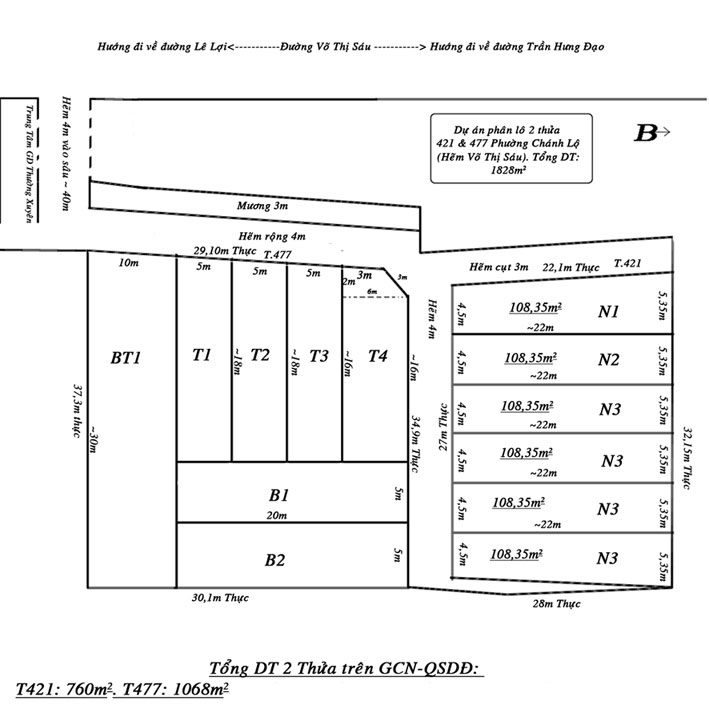 Hướng đi về đường Lê Lợi<-----------Đường Võ Thị Sáu -----------> Hướng đi về đường Trần Hưng Đạo
Trung Tâm GD Thường Xuyên
Hẽm 4m vào sâu ~ 40m
Dự án phân lô 2 thửa
421 & 477 Phường Chánh Lộ
(Hẽm Võ Thị Sáu). Tổng DT:
1828m²
B
Mương 3m
Hẽm rộng 4m
29,10m Thực
T.477
Hẽm cụt 3m
22,1m Thực
T.421
10m
5m
5m
5m
3m
3m
2m
6m
BT1
T1
~18m
T2
~18m
T3
~16m
T4
~16m
Hẽm 4m
37,3m thực
~30m
34,9m Thực
27m Thực
32,15m Thực
B1
20m
5m
B2
5m
30,1m Thực
28m Thực
4,5m
108,35m²
~22m
N1
5,35m
4,5m
108,35m²
~22m
N2
5,35m
4,5m
108,35m²
~22m
N3
5,35m
4,5m
108,35m²
~22m
N3
5,35m
4,5m
108,35m²
~22m
N3
5,35m
4,5m
108,35m²
N3
5,35m
Tổng DT 2 Thửa trên GCN-QSDĐ:
T421: 760m². T477: 1068m²